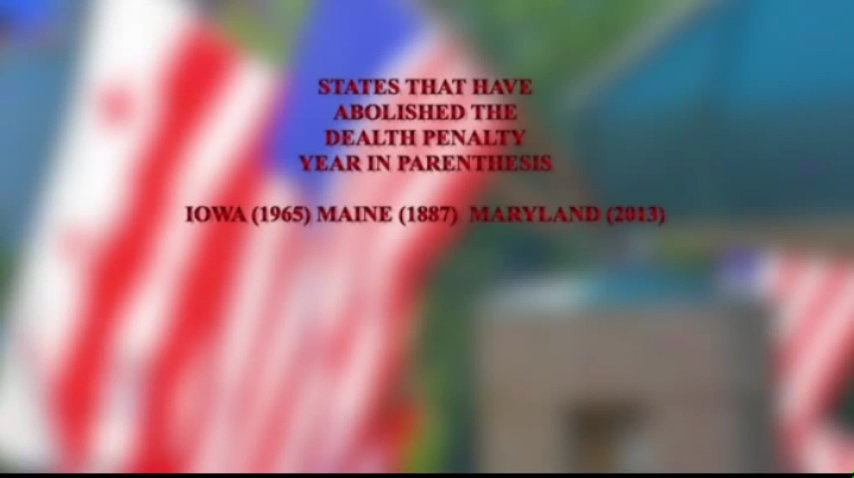 STATES THAT HAVE
ABOLISHED THE
DEALTH PENALTY
YEAR IN PARENTHESIS
IOWA (1965) MAINE (1887) MARYLAND (2013)